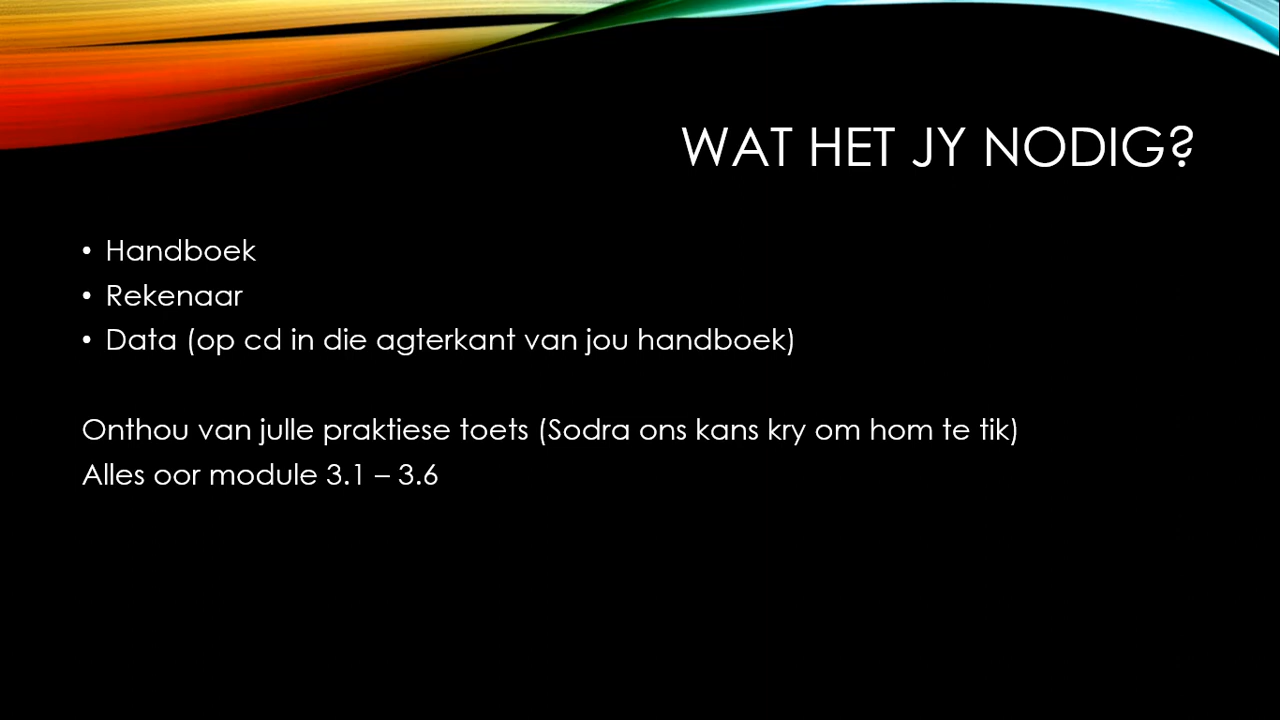 WAT HET JY NODIG?
• Handboek
• Rekenaar
• Data (op cd in die agterkant van jou handboek)
Onthou van julle praktiese toets (Sodra ons kans kry om hom te tik)
Alles oor module 3.1 – 3.6